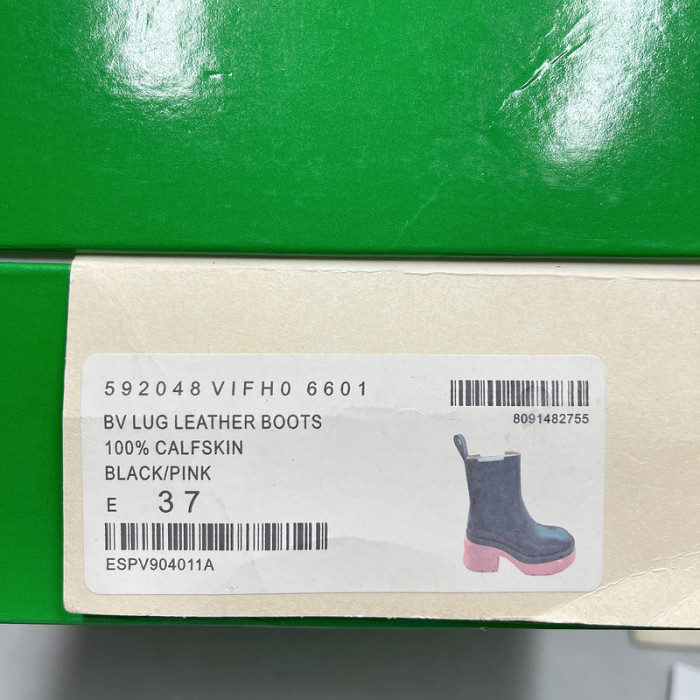 592048 VIFH0 6601
8091482755
BV LUG LEATHER BOOTS
100% CALFSKIN
BLACK/PINK
E 37
ESPV904011A